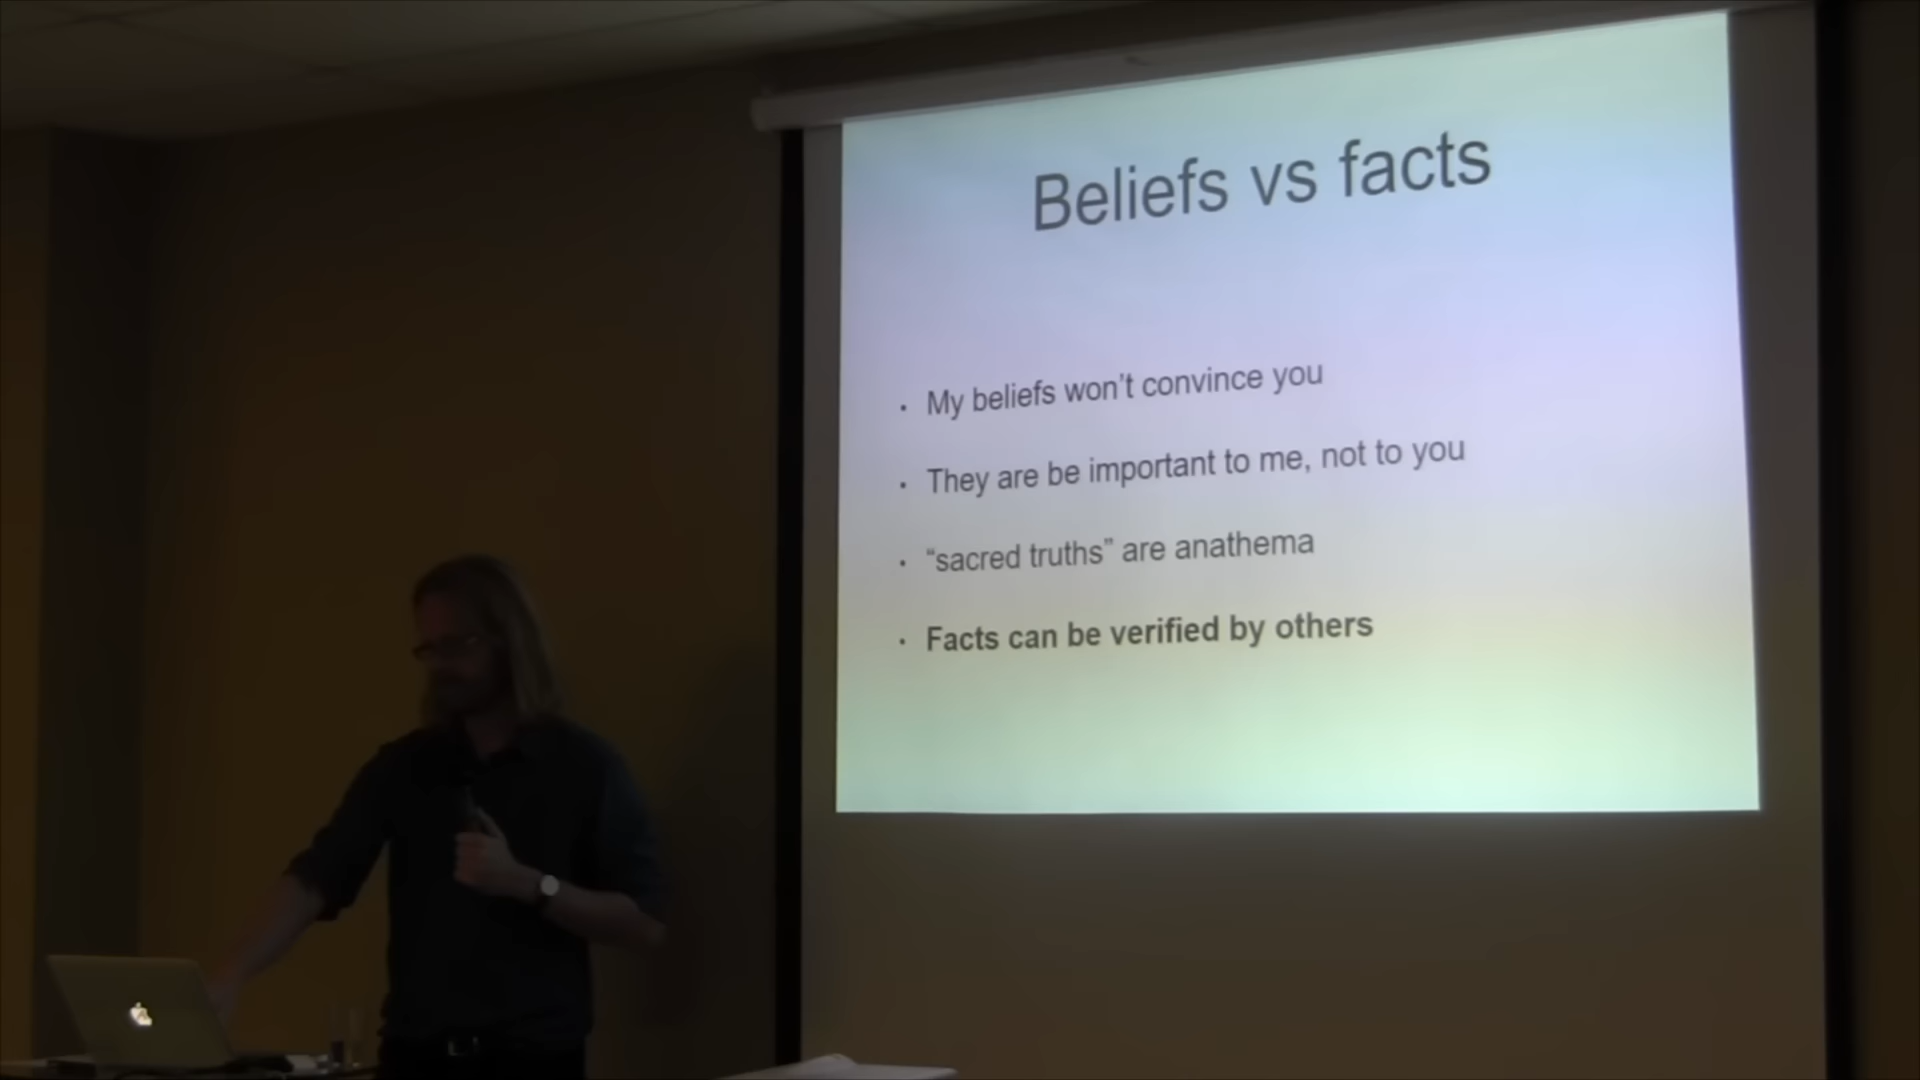 Beliefs vs facts
· My beliefs won't convince you
· They are be important to me, not to you
· “sacred truths” are anathema
· Facts can be verified by others